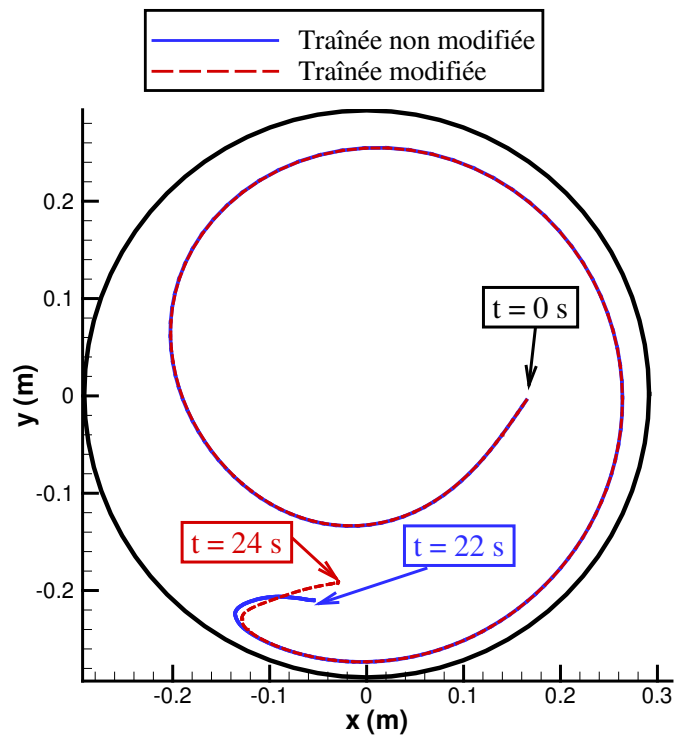 Traînée non modifiée
Traînée modifiée
0.2
0.1
0
-0.1
-0.2
y (m)
t = 0 s
t = 24 s
t = 22 s
-0.2
-0.1
0
0.1
0.2
0.3
x (m)